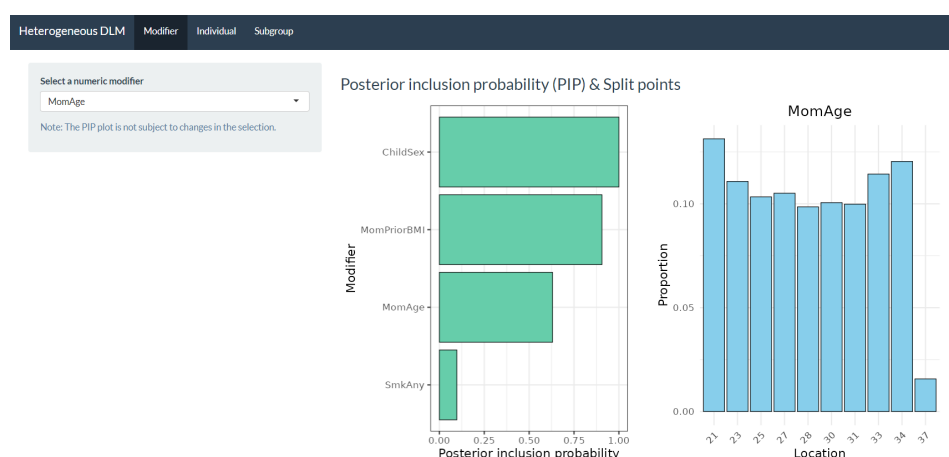 Heterogeneous DLM Modifier Individual Subgroup
Select a numeric modifier
MomAge
Note: The PIP plot is not subject to changes in the selection.
Posterior inclusion probability (PIP) & Split points
Modifier
ChildSex
MomPriorBMI
MomAge
SmkAny
0.00 0.25 0.50 0.75 1.00
Posterior inclusion probability
MomAge
Proportion
0.10
0.05
0.00
21 23 25 27 28 30 31 33 34 37
Location